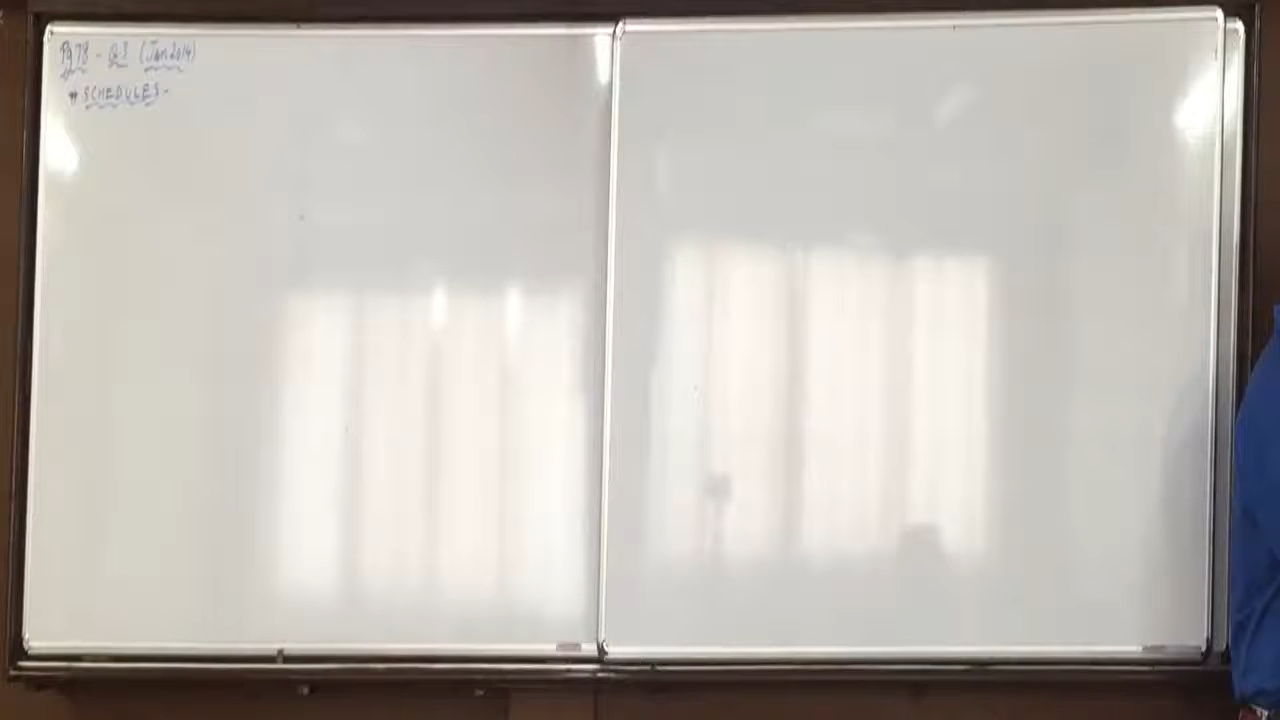 Pg 78 - Q3 (Jan 2014)
* SCHEDULES -